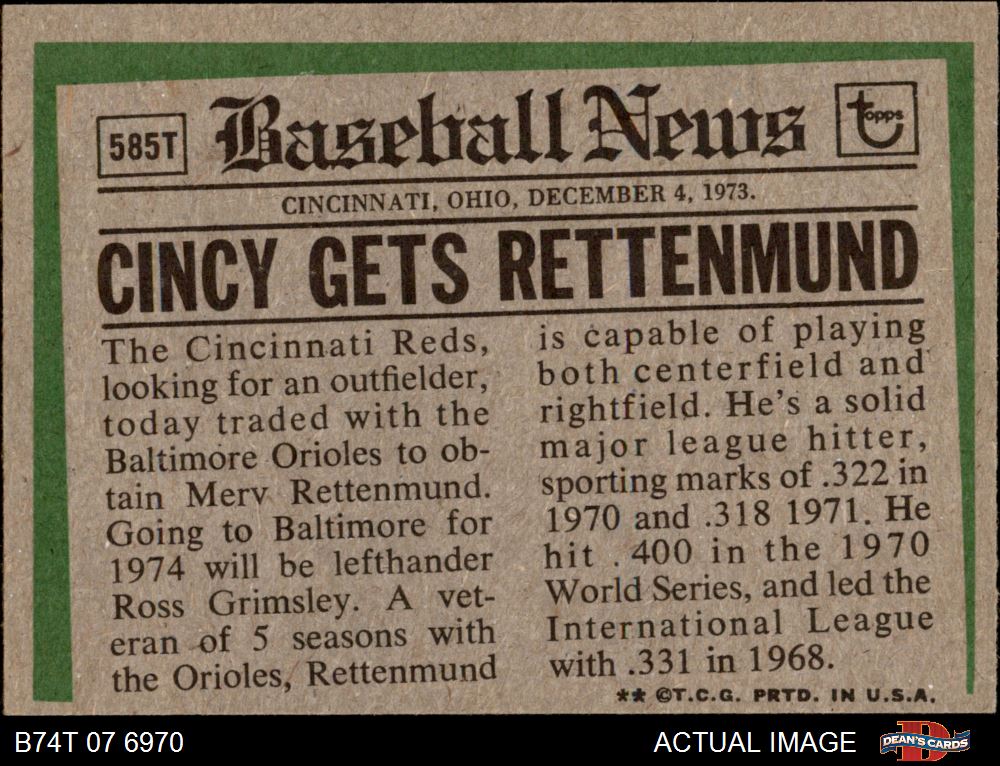 585T
Baseball News
topps
CINCINNATI, OHIO, DECEMBER 4, 1973.
CINCY GETS RETTENMUND
The Cincinnati Reds,
looking for an outfielder,
today traded with the
Baltimore Orioles to ob-
tain Merv Rettenmund.
Going to Baltimore for
1974 will be lefthander
Ross Grimsley. A vet-
eran of 5 seasons with
the Orioles, Rettenmund
is capable of playing
both centerfield and
rightfield. He's a solid
major league hitter,
sporting marks of .322 in
1970 and .318 1971. He
hit .400 in the 1970
World Series, and led the
International League
with .331 in 1968.
** ©T.C.G. PRTD. IN U.S.A.
B74T 07 6970
ACTUAL IMAGE
D
DEAN'S CARDS